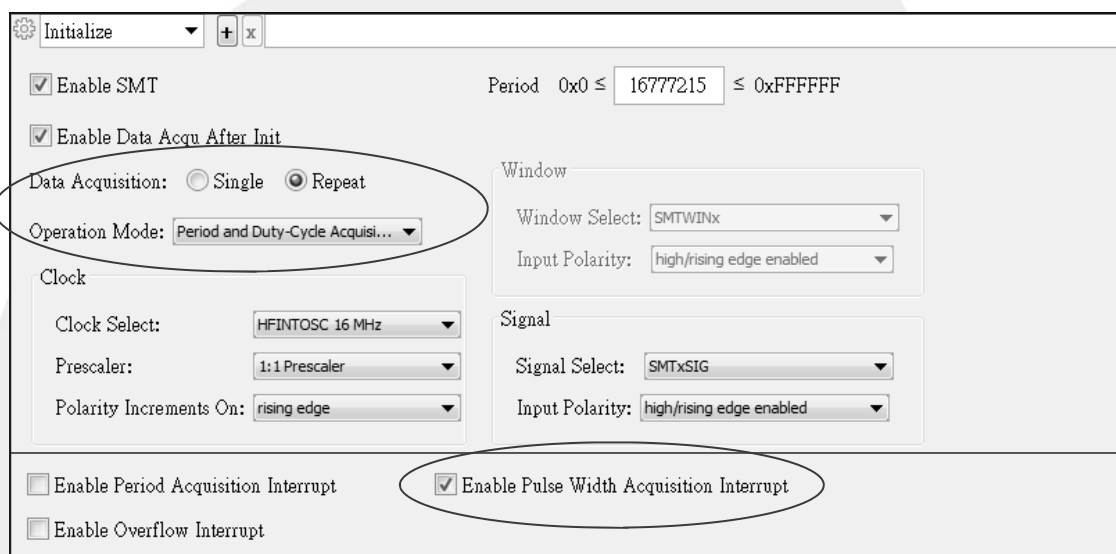 Initialize + x
Enable SMT
Period 0x0 ≤ 16777215 ≤ 0xFFFFFF
Enable Data Acqu After Init
Data Acquisition: Single Repeat
Operation Mode: Period and Duty-Cycle Acquisi...
Window
Window Select: SMTWINx
Input Polarity: high/rising edge enabled
Clock
Clock Select: HFINTOSC 16 MHz
Prescaler: 1:1 Prescaler
Polarity Increments On: rising edge
Signal
Signal Select: SMTxSIG
Input Polarity: high/rising edge enabled
Enable Period Acquisition Interrupt
Enable Pulse Width Acquisition Interrupt
Enable Overflow Interrupt